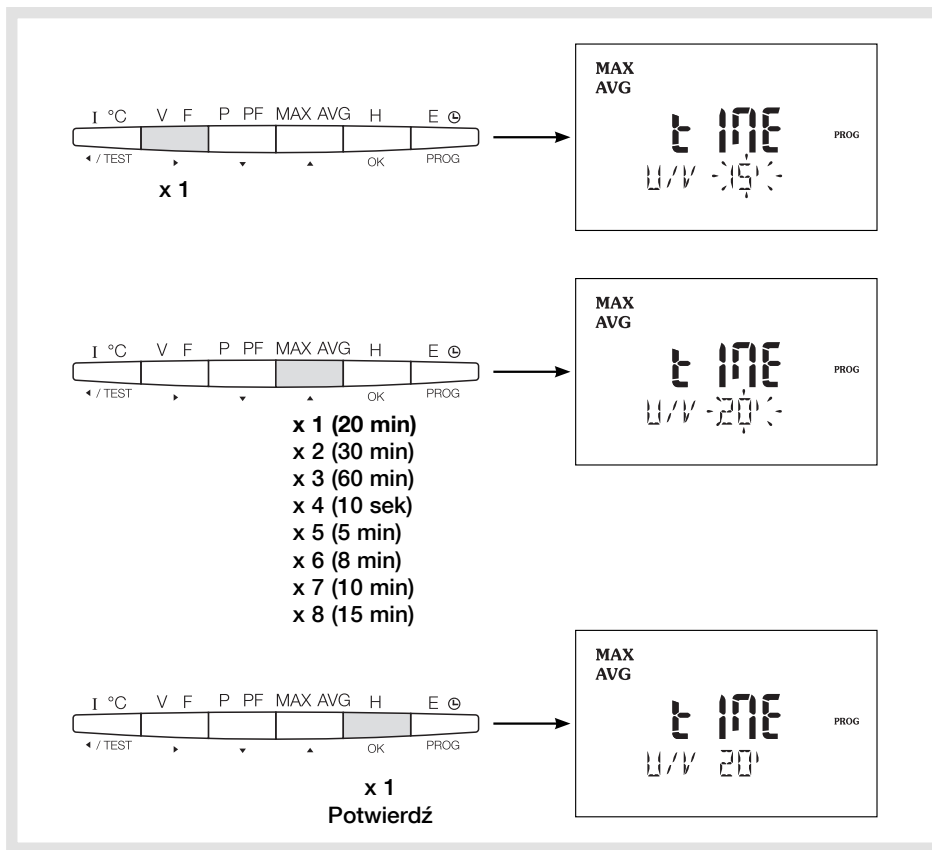 MAX
AVG
I °C V F P PF MAX AVG H E
t IME PROG
/ TEST OK PROG
U/V 15'
x 1
MAX
AVG
I °C V F P PF MAX AVG H E
t IME PROG
/ TEST OK PROG
U/V 20'
x 1 (20 min)
x 2 (30 min)
x 3 (60 min)
x 4 (10 sek)
x 5 (5 min)
x 6 (8 min)
x 7 (10 min)
x 8 (15 min)
MAX
AVG
I °C V F P PF MAX AVG H E
t IME PROG
/ TEST OK PROG
U/V 20'
x 1
Potwierdź